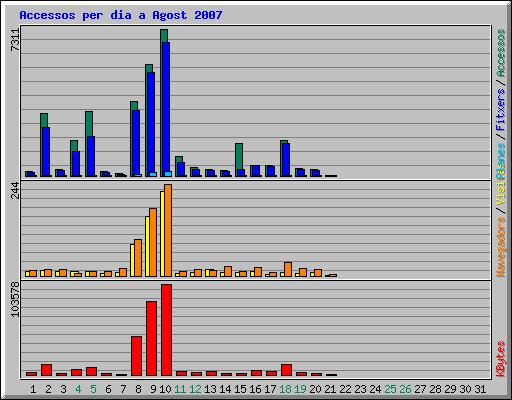 Accessos per dia a Agost 2007
7311
244
103578
Accessos
Fitxers /
Pàgines /
Visites
Navegadors /
KBytes
1 2 3 4 5 6 7 8 9 10 11 12 13 14 15 16 17 18 19 20 21 22 23 24 25 26 27 28 29 30 31